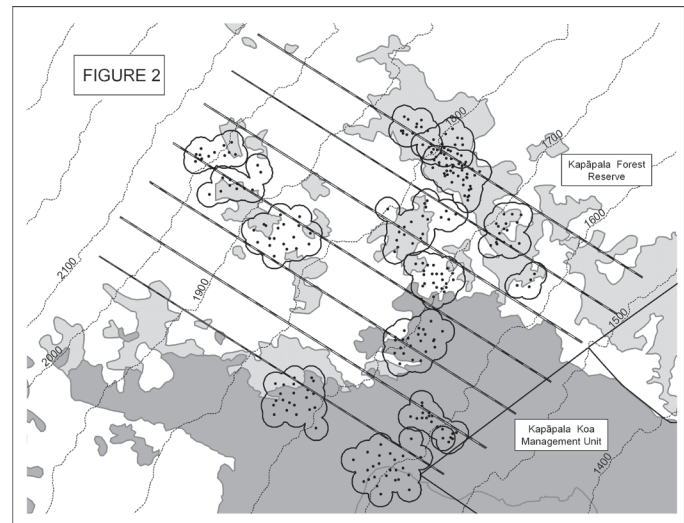 FIGURE 2
1800
1700
Kapāpala Forest
Reserve
1600
2100
1900
1500
2000
Kapāpala Koa
Management Unit
1400